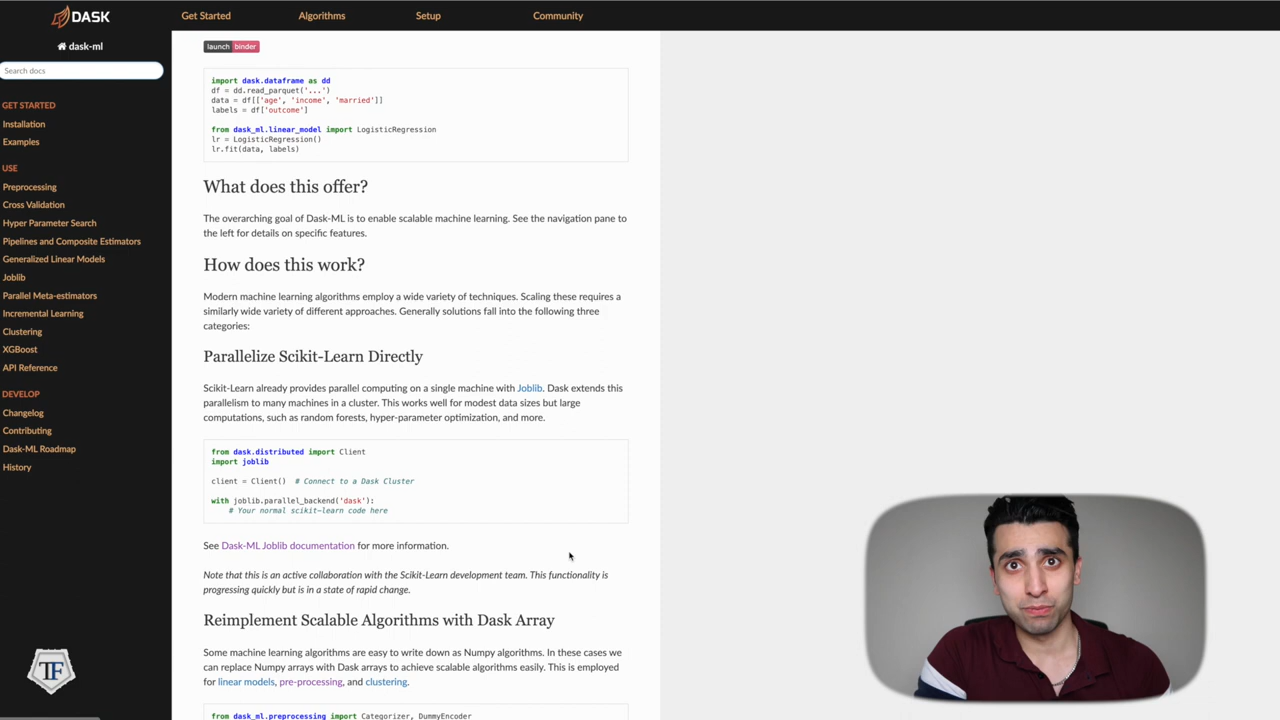 DASK
Get Started
Algorithms
Setup
Community
dask-ml
Search docs
GET STARTED
Installation
Examples
USE
Preprocessing
Cross Validation
Hyper Parameter Search
Pipelines and Composite Estimators
Generalized Linear Models
Joblib
Parallel Meta-estimators
Incremental Learning
Clustering
XGBoost
API Reference
DEVELOP
Changelog
Contributing
Dask-ML Roadmap
History
TF
launch binder
import dask.dataframe as dd
df = dd.read_parquet('...')
data = df[['age', 'income', 'married']]
labels = df['outcome']
from dask_ml.linear_model import LogisticRegression
lr = LogisticRegression()
lr.fit(data, labels)
What does this offer?
The overarching goal of Dask-ML is to enable scalable machine learning. See the navigation pane to
the left for details on specific features.
How does this work?
Modern machine learning algorithms employ a wide variety of techniques. Scaling these requires a
similarly wide variety of different approaches. Generally solutions fall into the following three
categories:
Parallelize Scikit-Learn Directly
Scikit-Learn already provides parallel computing on a single machine with Joblib. Dask extends this
parallelism to many machines in a cluster. This works well for modest data sizes but large
computations, such as random forests, hyper-parameter optimization, and more.
from dask.distributed import Client
import joblib
client = Client()  # Connect to a Dask Cluster
with joblib.parallel_backend('dask'):
# Your normal scikit-learn code here
See Dask-ML Joblib documentation for more information.
Note that this is an active collaboration with the Scikit-Learn development team. This functionality is
progressing quickly but is in a state of rapid change.
Reimplement Scalable Algorithms with Dask Array
Some machine learning algorithms are easy to write down as Numpy algorithms. In these cases we
can replace Numpy arrays with Dask arrays to achieve scalable algorithms easily. This is employed
for linear models, pre-processing, and clustering.
from dask_ml.preprocessing import Categorizer, DummyEncoder